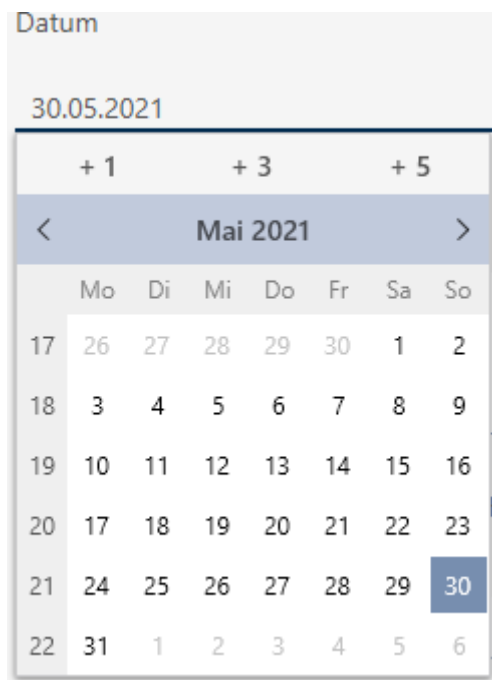 Datum
30.05.2021
+ 1 + 3 + 5
< Mai 2021 >
Mo Di Mi Do Fr Sa So
17 26 27 28 29 30 1 2
18 3 4 5 6 7 8 9
19 10 11 12 13 14 15 16
20 17 18 19 20 21 22 23
21 24 25 26 27 28 29 30
22 31 1 2 3 4 5 6